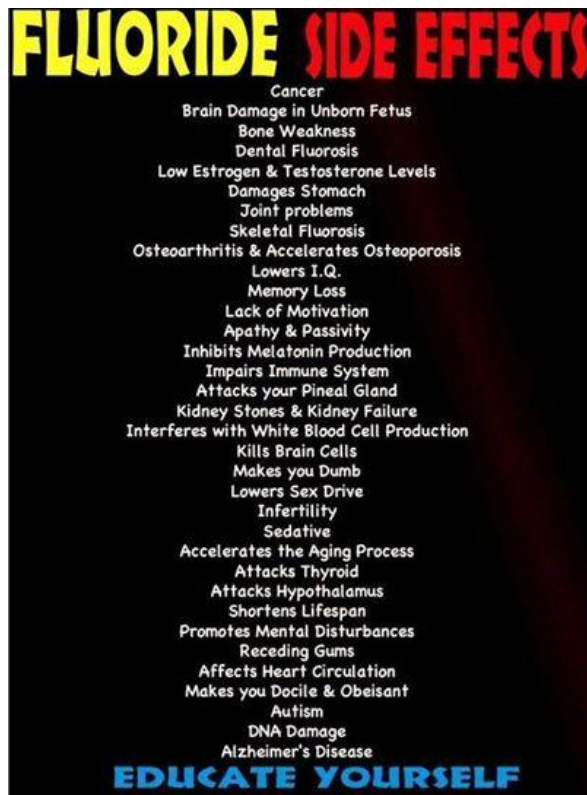 FLUORIDE SIDE EFFECTS
Cancer
Brain Damage in Unborn Fetus
Bone Weakness
Dental Fluorosis
Low Estrogen & Testosterone Levels
Damages Stomach
Joint problems
Skeletal Fluorosis
Osteoarthritis & Accelerates Osteoporosis
Lowers I.Q.
Memory Loss
Lack of Motivation
Apathy & Passivity
Inhibits Melatonin Production
Impairs Immune System
Attacks your Pineal Gland
Kidney Stones & Kidney Failure
Interferes with White Blood Cell Production
Kills Brain Cells
Makes you Dumb
Lowers Sex Drive
Infertility
Sedative
Accelerates the Aging Process
Attacks Thyroid
Attacks Hypothalamus
Shortens Lifespan
Promotes Mental Disturbances
Receding Gums
Affects Heart Circulation
Makes you Docile & Obeisant
Autism
DNA Damage
Alzheimer's Disease
EDUCATE YOURSELF